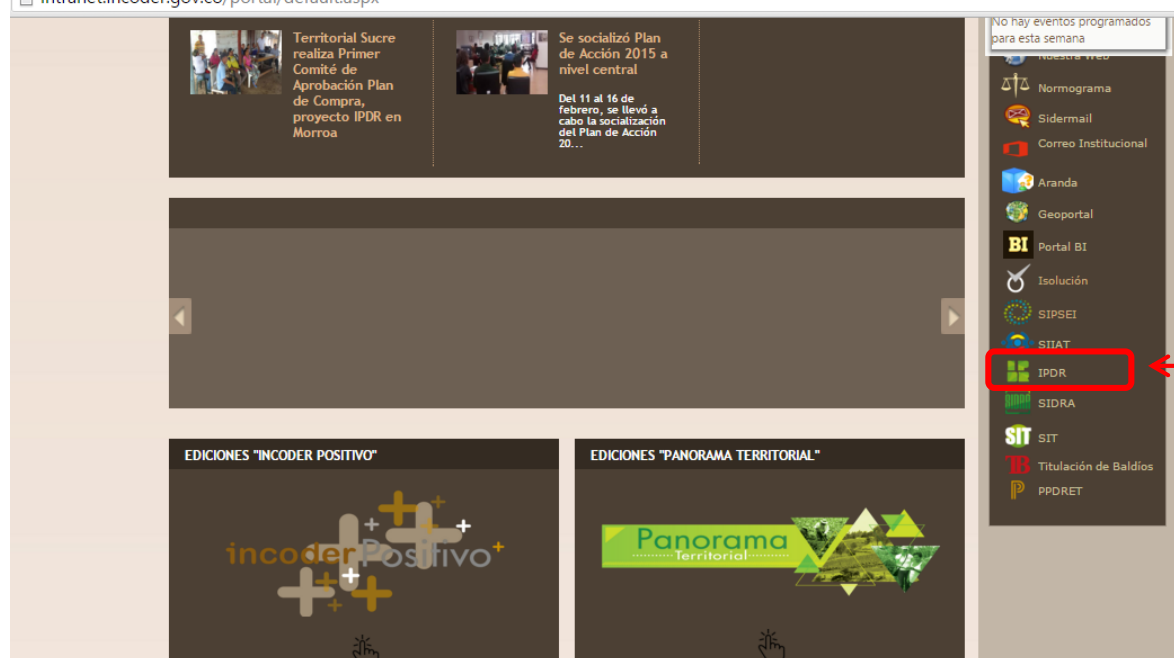 intranet.incoder.gov.co/portal/default.aspx
Territorial Sucre
realiza Primer
Comité de
Aprobación Plan
de Compra,
proyecto IPDR en
Morroa
Se socializó Plan
de Acción 2015 a
nivel central
Del 11 al 16 de
febrero, se llevó a
cabo la socialización
del Plan de Acción
20...
No hay eventos programados
para esta semana
Nuestra Web
Normograma
Sidermail
Correo Institucional
Aranda
Geoportal
BI Portal BI
Isolución
SIPSEI
SIIAT
IPDR
SIDRA
SIT SIT
TB Titulación de Baldíos
P PPDRET
EDICIONES "INCODER POSITIVO"
incoderPositivo+
EDICIONES "PANORAMA TERRITORIAL"
Panorama
Territorial